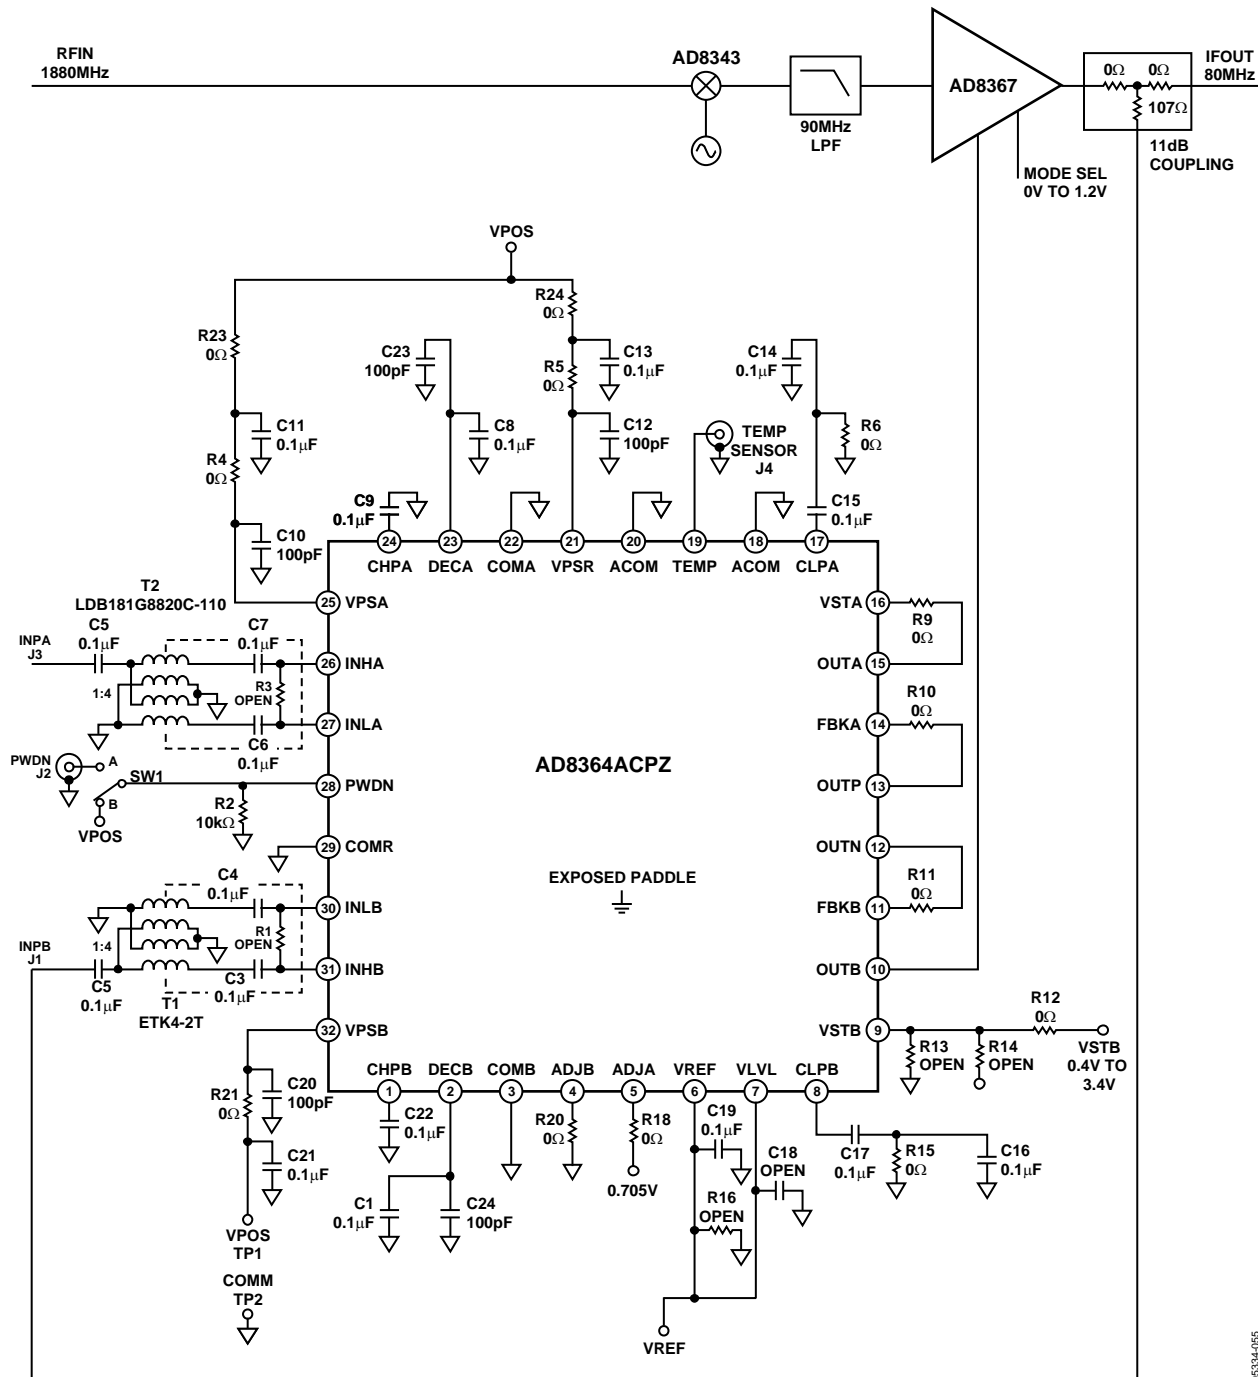 RFIN
1880MHz
AD8343
90MHz
LPF
AD8367
MODE SEL
0V TO 1.2V
0Ω
0Ω
107Ω
11dB
COUPLING
IFOUT
80MHz
VPOS
R23
0Ω
C11
0.1μF
R4
0Ω
C10
100pF
C23
100pF
C8
0.1μF
R24
0Ω
C13
0.1μF
R5
0Ω
C12
100pF
TEMP
SENSOR
J4
C14
0.1μF
R6
0Ω
C9
0.1μF
C15
0.1μF
24
23
22
21
20
19
18
17
CHPA
DECA
COMA
VPSR
ACOM
TEMP
ACOM
CLPA
T2
LDB181G8820C-110
C5
0.1μF
C7
0.1μF
INPA
J3
1:4
R3
OPEN
C6
0.1μF
25
VPSA
26
INHA
27
INLA
PWDN
J2
A
SW1
B
VPOS
R2
10kΩ
28
PWDN
29
COMR
C4
0.1μF
30
INLB
INPB
J1
1:4
R1
OPEN
31
INHB
C5
0.1μF
C3
0.1μF
T1
ETK4-2T
32
VPSB
AD8364ACPZ
EXPOSED PADDLE
VSTA
16
R9
0Ω
OUTA
15
R10
0Ω
FBKA
14
OUTP
13
OUTN
12
R11
0Ω
FBKB
11
OUTB
10
VSTB
9
R12
0Ω
R13
OPEN
R14
OPEN
VSTB
0.4V TO
3.4V
CHPB
DECB
COMB
ADJB
ADJA
VREF
VLVL
CLPB
1
2
3
4
5
6
7
8
R21
0Ω
C20
100pF
C21
0.1μF
VPOS
TP1
COMM
TP2
C22
0.1μF
C1
0.1μF
C24
100pF
R20
0Ω
R18
0Ω
0.705V
C19
0.1μF
R16
OPEN
C18
OPEN
C17
0.1μF
R15
0Ω
C16
0.1μF
VREF